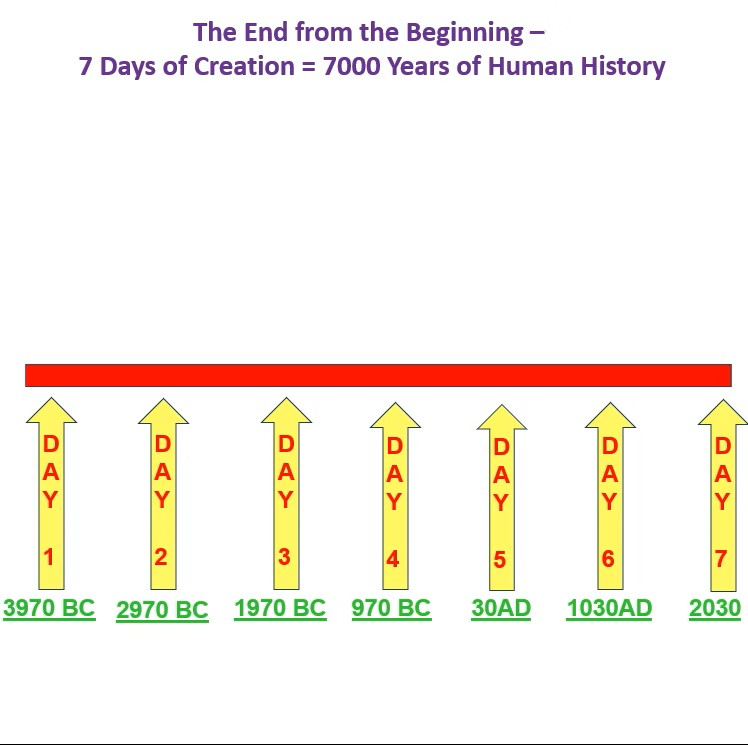 The End from the Beginning –
7 Days of Creation = 7000 Years of Human History
DAY 1
DAY 2
DAY 3
DAY 4
DAY 5
DAY 6
DAY 7
3970 BC
2970 BC
1970 BC
970 BC
30AD
1030AD
2030